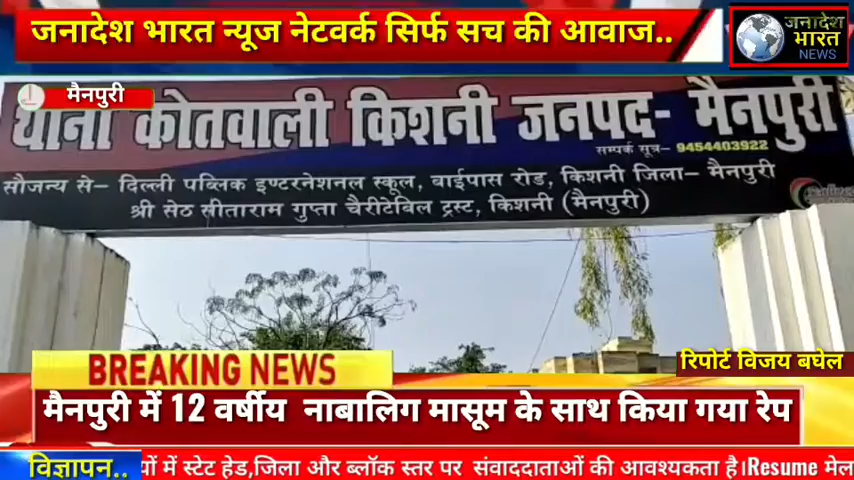 जनादेश भारत न्यूज नेटवर्क सिर्फ सच की आवाज..
जनादेश
भारत
NEWS
मैनपुरी
थाना कोतवाली किशनी जनपद- मैनपुरी
सम्पर्क सूत्र- 9454403922
सौजन्य से- दिल्ली पब्लिक इण्टरनेशनल स्कूल, बाईपास रोड, किशनी जिला- मैनपुरी
श्री सेठ सीताराम गुप्ता चैरीटेविल ट्रस्ट, किशनी (मैनपुरी)
रिपोर्ट विजय बघेल
BREAKING NEWS
मैनपुरी में 12 वर्षीय नाबालिग मासूम के साथ किया गया रेप
विज्ञापन.. यों में स्टेट हेड,जिला और ब्लॉक स्तर पर संवाददाताओं की आवश्यकता है।Resume मेल